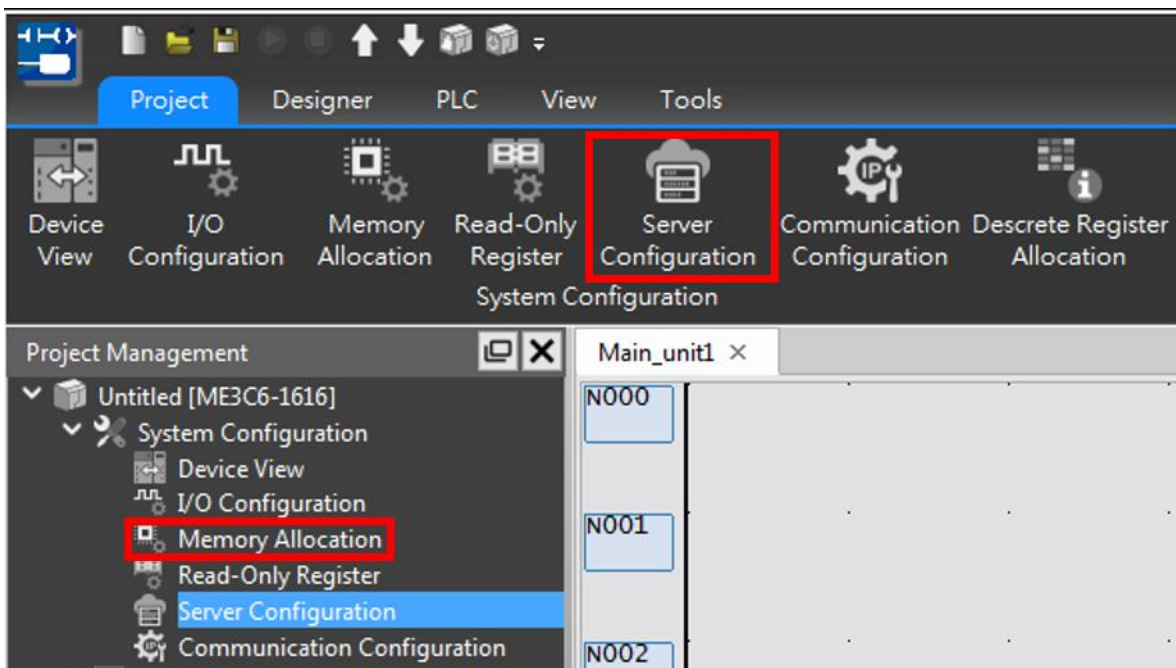 Project Designer PLC View Tools
Device View
I/O Configuration
Memory Allocation
Read-Only Register
Server Configuration
IP
Communication Configuration
Descrete Register Allocation
System Configuration
Project Management
Main_unit1
Untitled [ME3C6-1616]
System Configuration
Device View
I/O Configuration
Memory Allocation
Read-Only Register
Server Configuration
Communication Configuration
N000
N001
N002